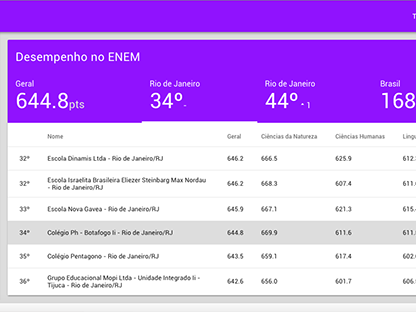 T
Desempenho no ENEM
Geral Rio de Janeiro Rio de Janeiro Brasil
644.8pts 34º - 44º • 1 168
Nome Geral Ciências da Natureza Ciências Humanas Lingu
32º Escola Dinamis Ltda - Rio de Janeiro/RJ 646.2 666.5 625.9 612.
32º Escola Israelita Brasileira Eliezer Steinbarg Max Nordau 646.2 668.3 607.4 611.
- Rio de Janeiro/RJ
33º Escola Nova Gavea - Rio de Janeiro/RJ 645.9 667.1 621.3 615.
34º Colégio Ph - Botafogo Ii - Rio de Janeiro/RJ 644.8 669.9 611.6 611.
35º Colégio Pentagono - Rio de Janeiro/RJ 643.5 659.1 617.4 602.
36º Grupo Educacional Mopi Ltda - Unidade Integrado Ii - 642.6 656.0 601.7 606.
Tijuca - Rio de Janeiro/RJ